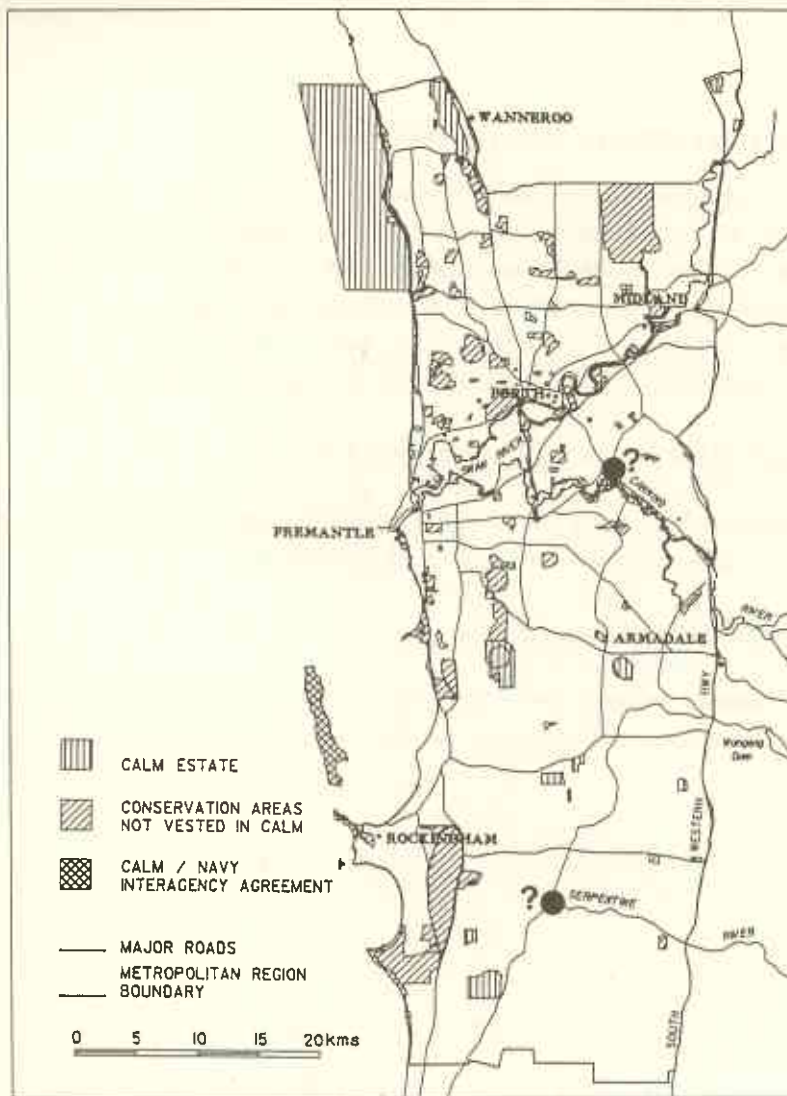 WANNEROO
MIDLAND
PERTH
SWAN RIVER
?
CANNING
FREMANTLE
RIVER
ARMADALE
HWY
Wungong
Dam
CALM ESTATE
CONSERVATION AREAS
NOT VESTED IN CALM
ROCKINGHAM
WESTERN
CALM / NAVY
INTERAGENCY AGREEMENT
?
SERPENTINE
RIVER
MAJOR ROADS
METROPOLITAN REGION
BOUNDARY
SOUTH
0 5 10 15 20kms